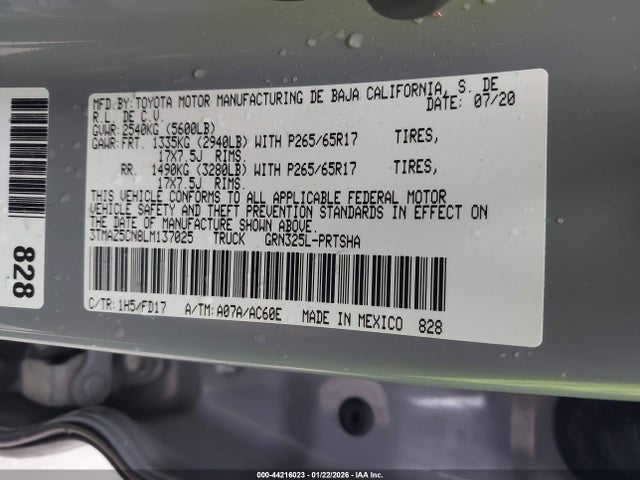 MFD.BY:TOYOTA MOTOR MANUFACTURING DE BAJA CALIFORNIA, S. DE
R.L. DE C.V. DATE: 07/20
GVWR:2540KG (5600LB)
GAWR:FRT. 1335KG (2940LB) WITH P265/65R17 TIRES,
17X7.5J RIMS.
RR. 1490KG (3280LB) WITH P265/65R17 TIRES,
17X7.5J RIMS.
THIS VEHICLE CONFORMS TO ALL APPLICABLE FEDERAL MOTOR
VEHICLE SAFETY AND THEFT PREVENTION STANDARDS IN EFFECT ON
THE DATE OF MANUFACTURE SHOWN ABOVE.
3TMAZ5CN8LM137025 TRUCK GRN325L-PRTSHA
C/TR: 1H5/FD17 A/TM: A07A/AC60E MADE IN MEXICO 828
828
000-44216023 | 01/22/2026 - IAAI.COM